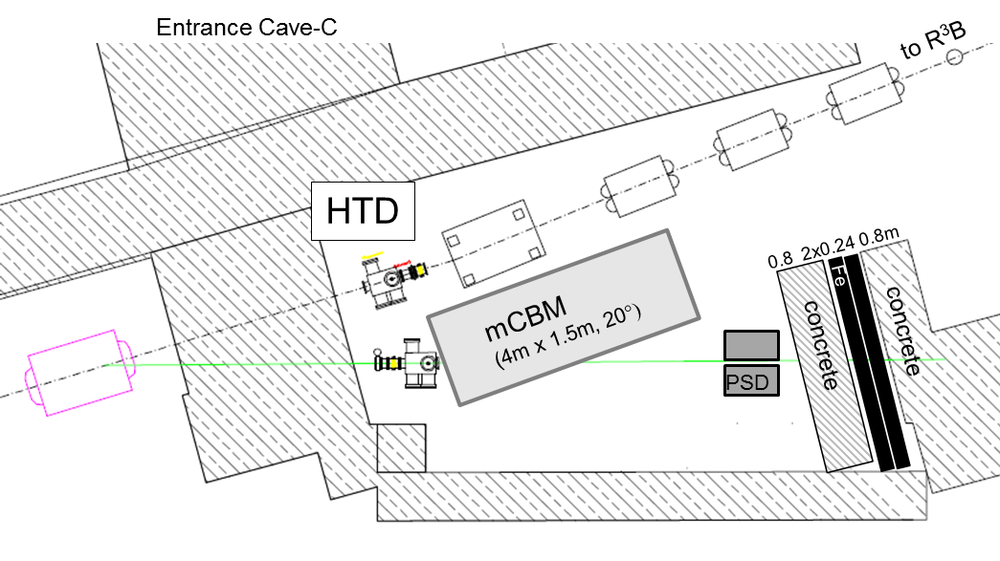 Entrance Cave-C
to R³B
HTD
0.8 2x0.24 0.8m
Fe
mCBM
(4m x 1.5m, 20°)
concrete
concrete
PSD